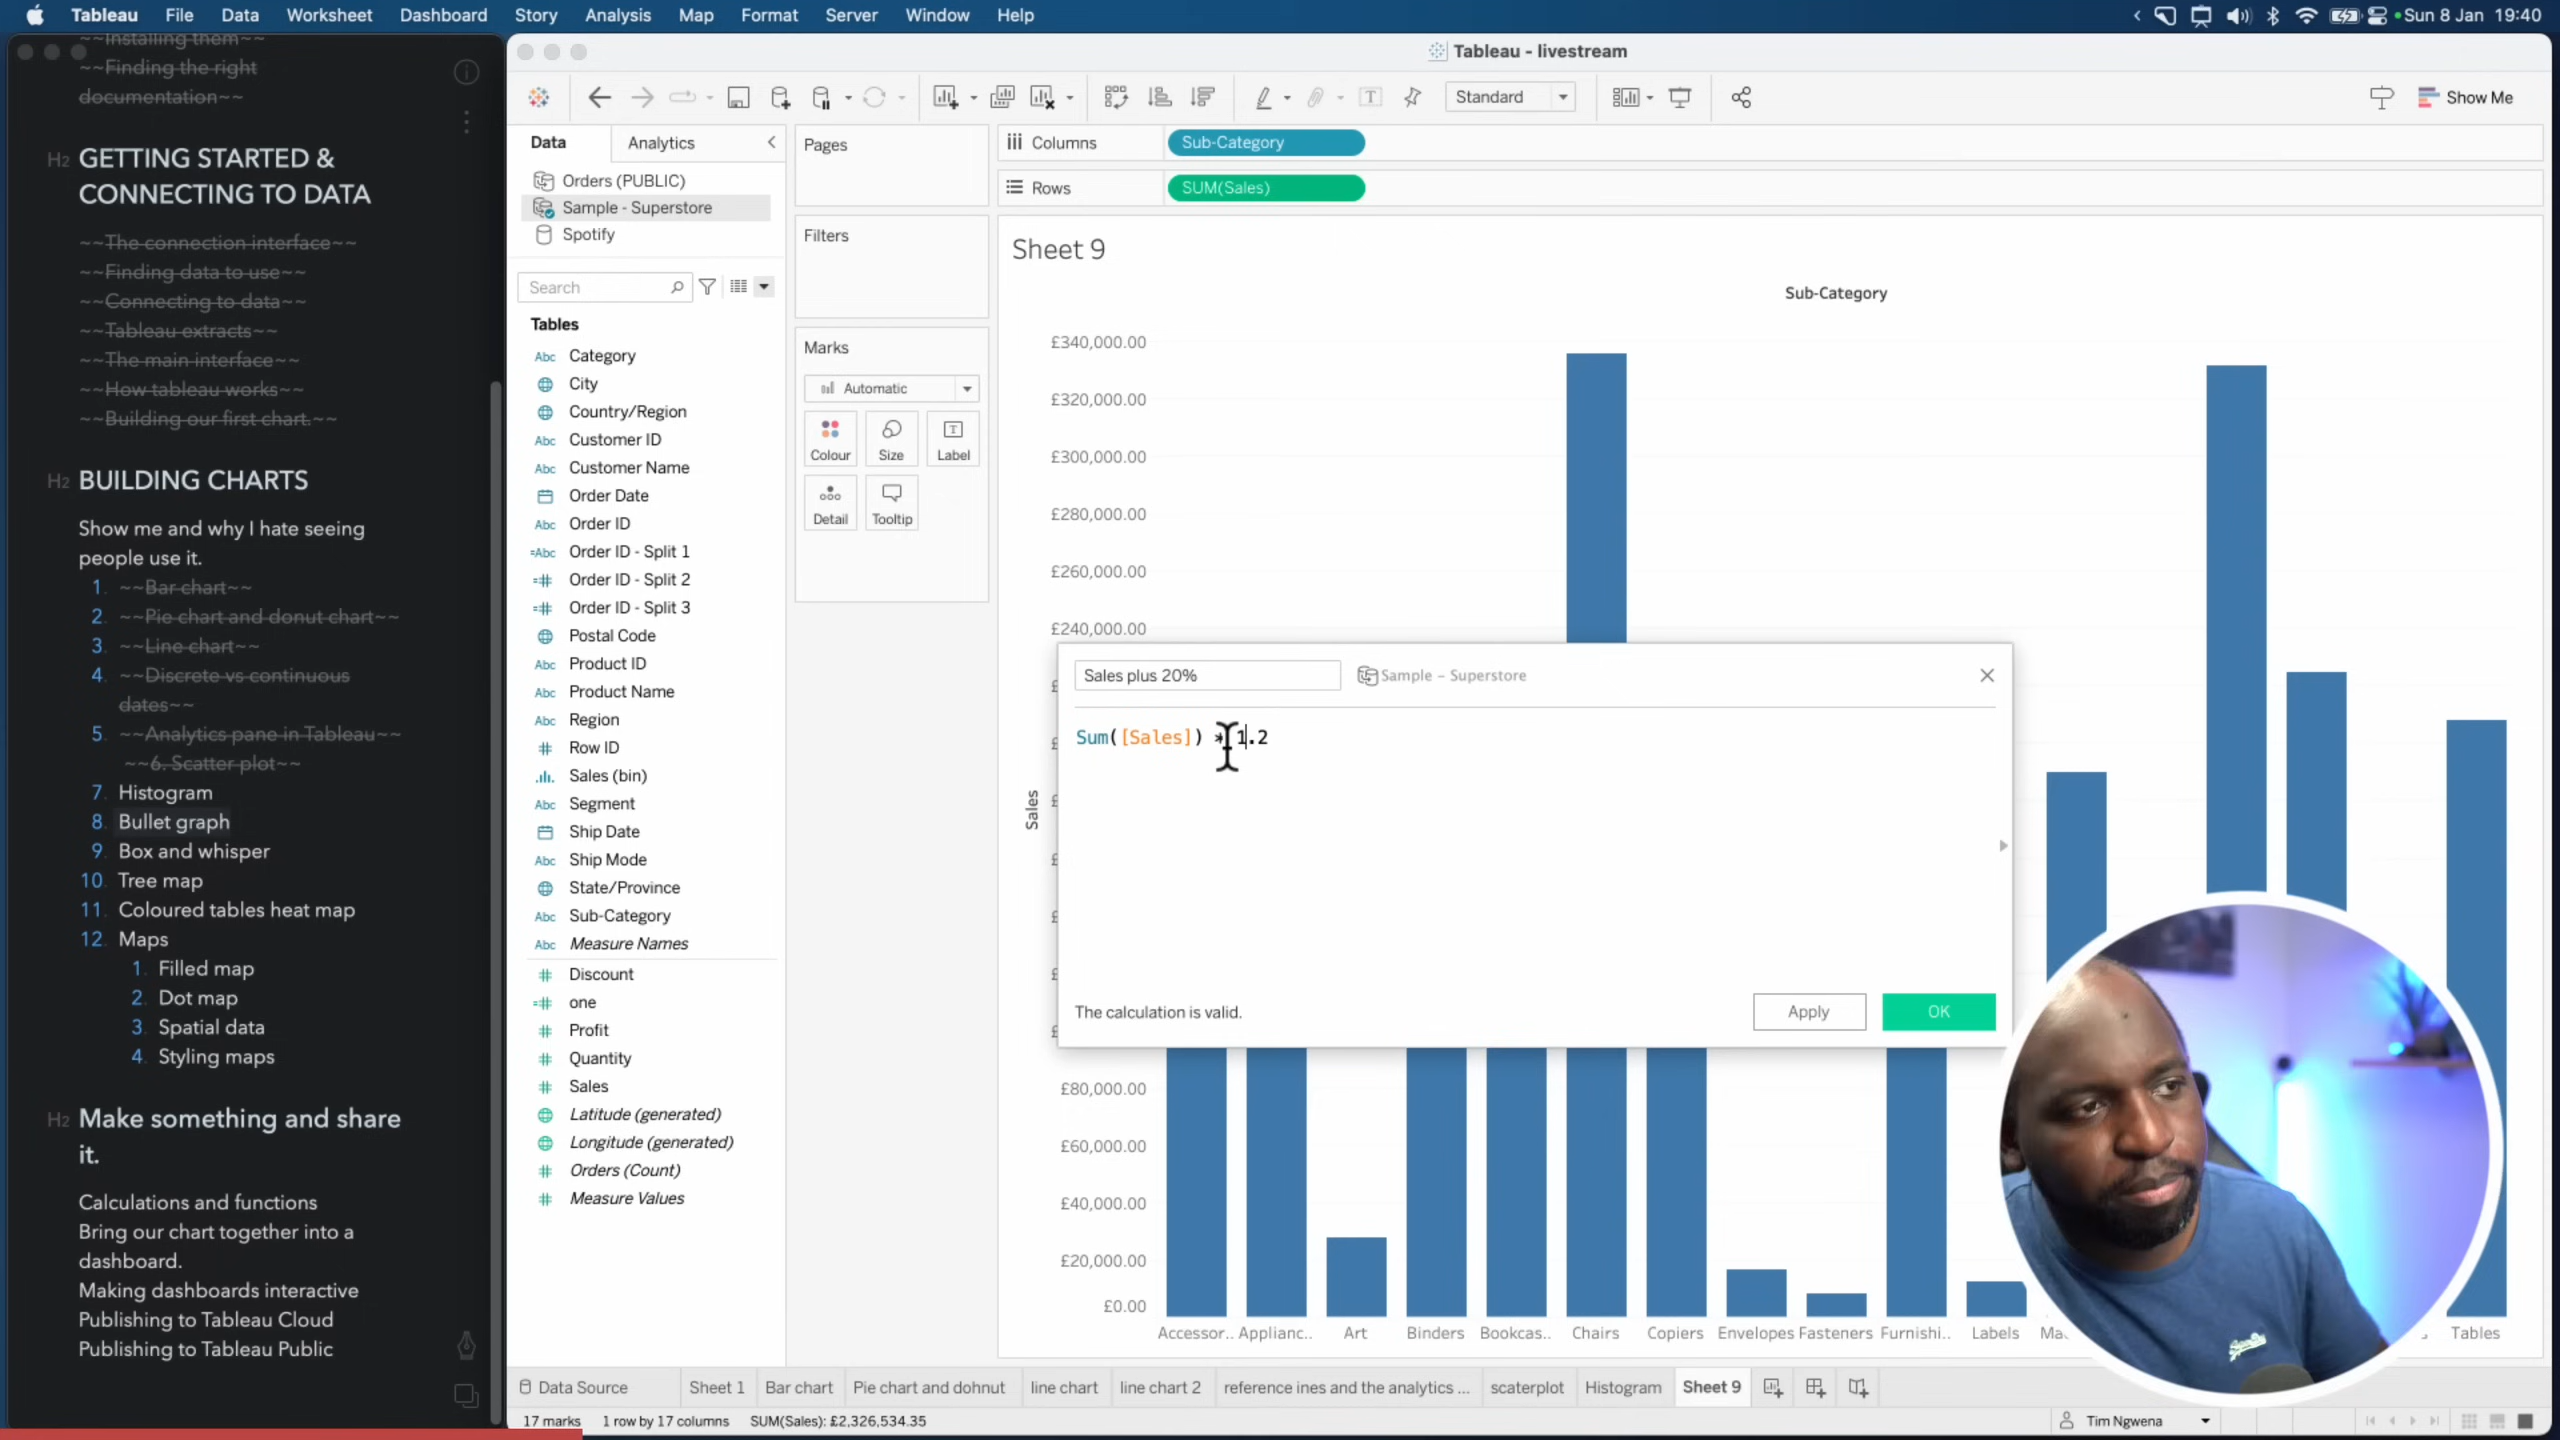 Tableau File Data Worksheet Dashboard Story Analysis Map Format Server Window Help Sun 8 Jan 19:40
~~Installing them~~
~~Finding the right
documentation~~
H2 GETTING STARTED &
CONNECTING TO DATA
~~The connection interface~~
~~Finding data to use~~
~~Connecting to data~~
~~Tableau extracts~~
~~The main interface~~
~~How tableau works~~
~~Building our first chart.~~
H2 BUILDING CHARTS
Show me and why I hate seeing
people use it.
1. ~~Bar chart~~
2. ~~Pie chart and donut chart~~
3. ~~Line chart~~
4. ~~Discrete vs continuous
dates~~
5. ~~Analytics pane in Tableau~~
~~6. Scatter plot~~
7. Histogram
8. Bullet graph
9. Box and whisper
10. Tree map
11. Coloured tables heat map
12. Maps
1. Filled map
2. Dot map
3. Spatial data
4. Styling maps
H2 Make something and share
it.
Calculations and functions
Bring our chart together into a
dashboard.
Making dashboards interactive
Publishing to Tableau Cloud
Publishing to Tableau Public
Tableau - livestream
Standard
Show Me
Data Analytics
Orders (PUBLIC)
Sample - Superstore
Spotify
Search
Tables
Abc Category
City
Country/Region
Abc Customer ID
Abc Customer Name
Order Date
Abc Order ID
=Abc Order ID - Split 1
=# Order ID - Split 2
=# Order ID - Split 3
Postal Code
Abc Product ID
Abc Product Name
Region
# Row ID
Sales (bin)
Abc Segment
Ship Date
Abc Ship Mode
State/Province
Abc Sub-Category
Abc Measure Names
# Discount
=# one
# Profit
# Quantity
# Sales
Latitude (generated)
Longitude (generated)
# Orders (Count)
# Measure Values
Pages
Filters
Marks
Automatic
Colour Size Label
Detail Tooltip
Columns Sub-Category
Rows SUM(Sales)
Sheet 9
Sub-Category
£340,000.00
£320,000.00
£300,000.00
£280,000.00
£260,000.00
£240,000.00
Sales
£80,000.00
£60,000.00
£40,000.00
£20,000.00
£0.00
Accessor.. Applianc.. Art Binders Bookcas.. Chairs Copiers Envelopes Fasteners Furnishi.. Labels Tables
Sales plus 20% Sample - Superstore
Sum([Sales]) * 1.2
The calculation is valid.
Apply OK
Data Source Sheet 1 Bar chart Pie chart and dohnut line chart line chart 2 reference ines and the analytics ... scaterplot Histogram Sheet 9
17 marks 1 row by 17 columns SUM(Sales): £2,326,534.35 Tim Ngwena